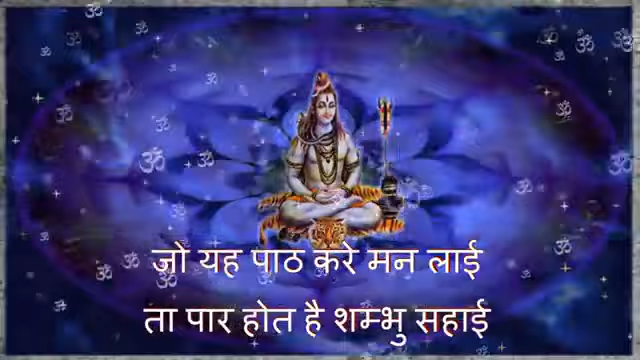 जो यह पाठ करे मन लाई
ता पार होत है शम्भु सहाई